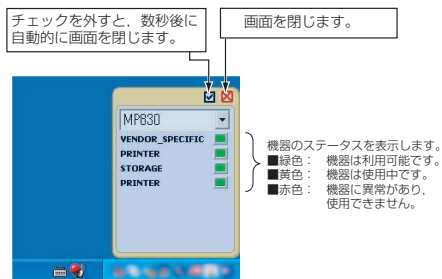 チェックを外すと，数秒後に
自動的に画面を閉じます。
画面を閉じます。
MP830
VENDOR_SPECIFIC
PRINTER
STORAGE
PRINTER
機器のステータスを表示します。
■緑色： 機器は利用可能です。
■黄色： 機器は使用中です。
■赤色： 機器に異常があり，
使用できません。